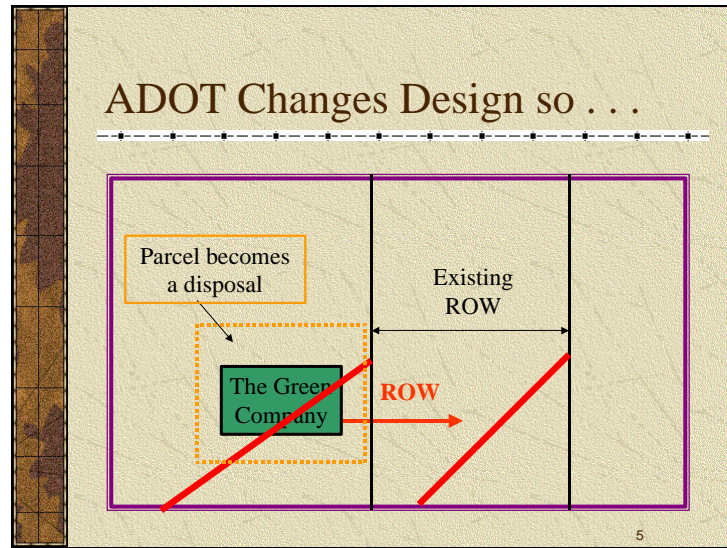 ADOT Changes Design so . . .
Parcel becomes
a disposal
Existing
ROW
The Green
Company
ROW
5